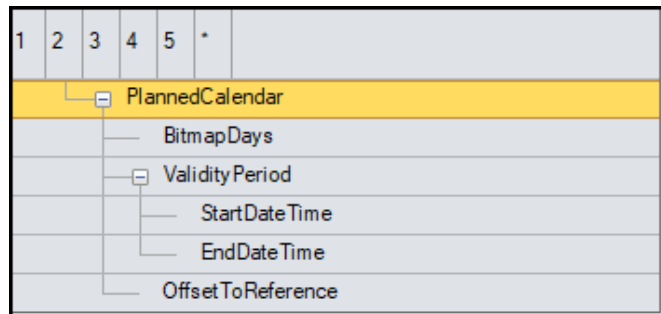 1 2 3 4 5 *
PlannedCalendar
BitmapDays
ValidityPeriod
StartDateTime
EndDateTime
OffsetToReference